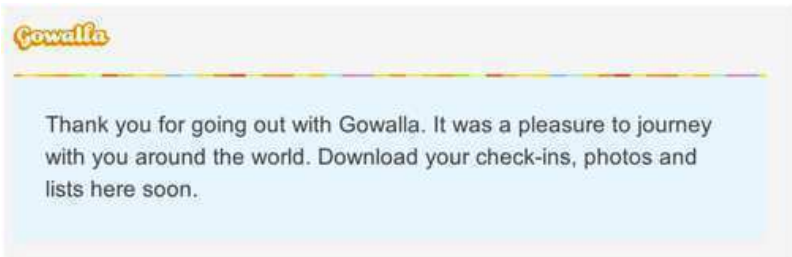 Gowalla
Thank you for going out with Gowalla. It was a pleasure to journey
with you around the world. Download your check-ins, photos and
lists here soon.